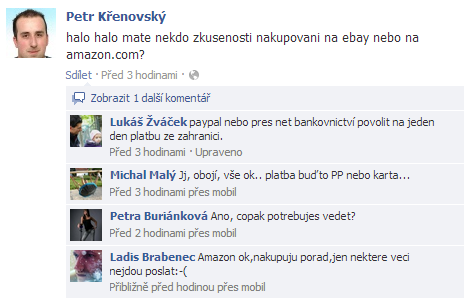 Petr Křenovský
halo halo mate nekdo zkusenosti nakupovani na ebay nebo na
amazon.com?
Sdílet · Před 3 hodinami ·
Zobrazit 1 další komentář
Lukáš Žváček paypal nebo pres net bankovnictví povolit na jeden
den platbu ze zahranici.
Před 3 hodinami · Upraveno
Michal Malý Jj, obojí, vše ok.. platba buďto PP nebo karta...
Před 3 hodinami přes mobil
Petra Buriánková Ano, copak potrebujes vedet?
Před 2 hodinami přes mobil
Ladis Brabenec Amazon ok,nakupuju porad,jen nektere veci
nejdou poslat:-(
Přibližně před hodinou přes mobil